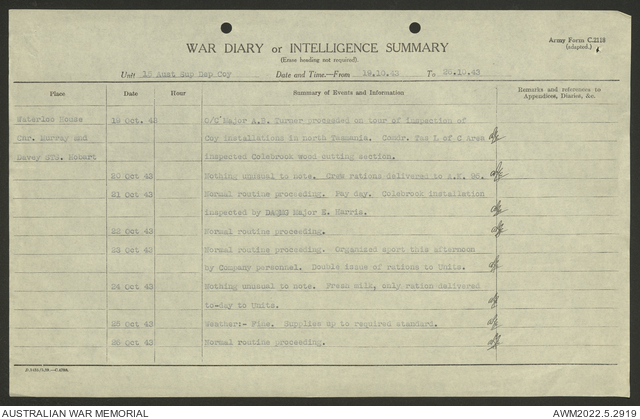 Army Form C.2118
(adapted.)
WAR DIARY or INTELLIGENCE SUMMARY
(Erase heading not required)
Unit 15 Aust Sup Dep Coy Date and Time—From 19.10.43 To 26.10.43
Place Date Hour Summary of Events and Information Remarks and references to Appendices, Diaries, &c.
Waterloo House 19 Oct. 43 O/C Major A.B. Turner proceeded on tour of inspection of
Cnr. Murray and Coy installations in north Tasmania. Comdr. Tas L of C Area
Davey STS. Hobart inspected Colebrook wood cutting section.
20 Oct 43 Nothing unusual to note. Crew rations delivered to A.K. 96.
21 Oct 43 Normal routine proceeding. Pay day. Colebrook installation
inspected by Major E. Harris.
22 Oct 43 Normal routine proceeding.
23 Oct 43 Normal routine proceeding. Organized sport this afternoon
by Company personnel. Double issue of rations to Units.
24 Oct 43 Nothing unusual to note. Fresh milk, only ration delivered
to-day to Units.
25 Oct 43 Weather:- Fine. Supplies up to required standard.
26 Oct 43 Normal routine proceeding.
AUSTRALIAN WAR MEMORIAL AWM2022.5.2919